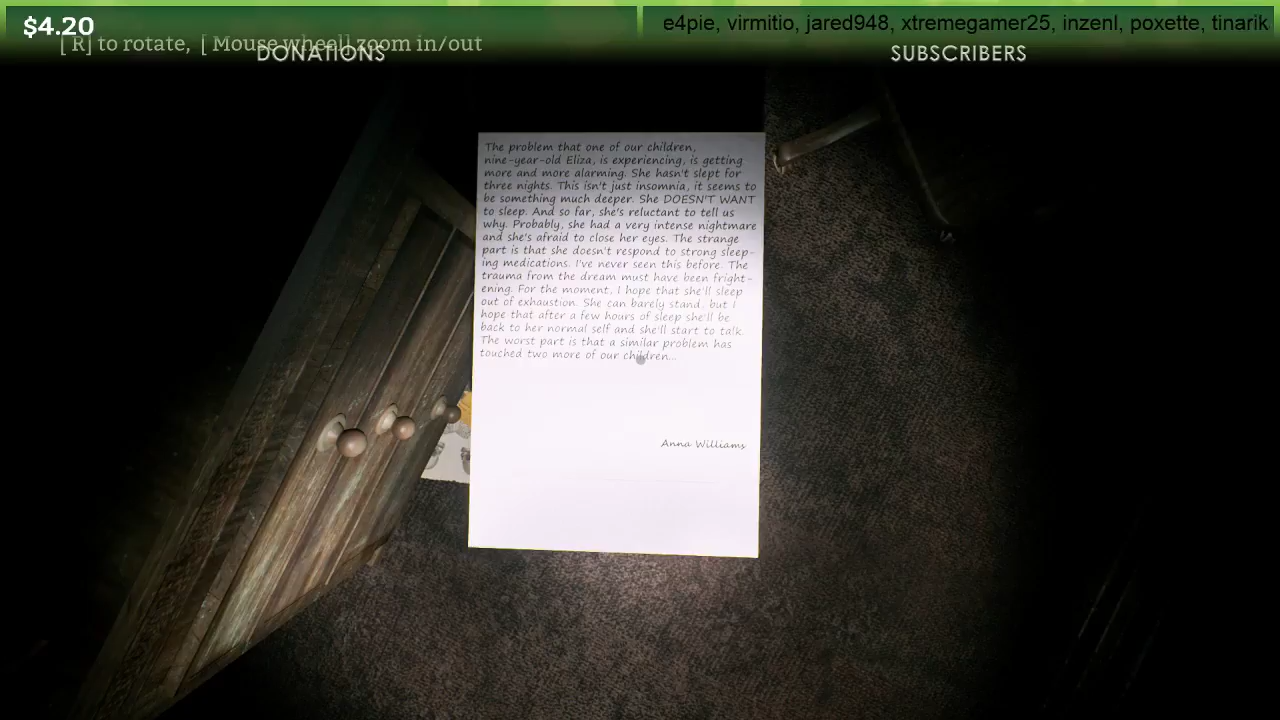 $4.20
e4pie, virmitio, jared948, xtremegamer25, inzenl, poxette, tinarik
[ R] to rotate, [ Mouse wheel] zoom in/out
DONATIONS
SUBSCRIBERS
The problem that one of our children,
nine-year-old Eliza, is experiencing, is getting
more and more alarming. She hasn't slept for
three nights. This isn't just insomnia, it seems to
be something much deeper. She DOESN'T WANT
to sleep. And so far, she's reluctant to tell us
why. Probably, she had a very intense nightmare
and she's afraid to close her eyes. The strange
part is that she doesn't respond to strong sleep-
ing medications. I've never seen this before. The
trauma from the dream must have been fright-
ening. For the moment, I hope that she'll sleep
out of exhaustion. She can barely stand, but I
hope that after a few hours of sleep she'll be
back to her normal self and she'll start to talk.
The worst part is that a similar problem has
touched two more of our children...
Anna Williams